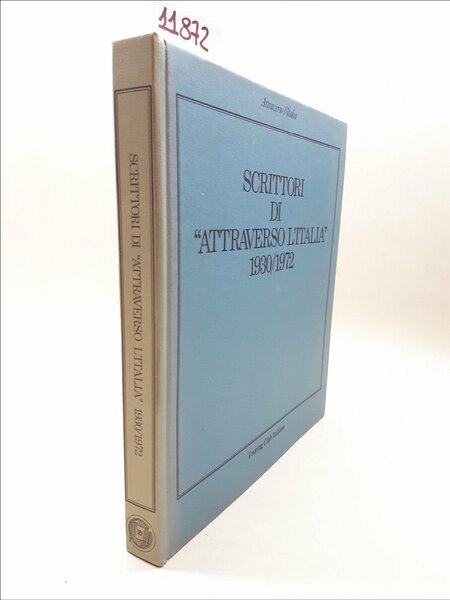 11872
Attraverso l'Italia
SCRITTORI
DI
"ATTRAVERSO L'ITALIA"
1930/1972
Touring Club Italiano
SCRITTORI DI "ATTRAVERSO L'ITALIA" 1930/1972